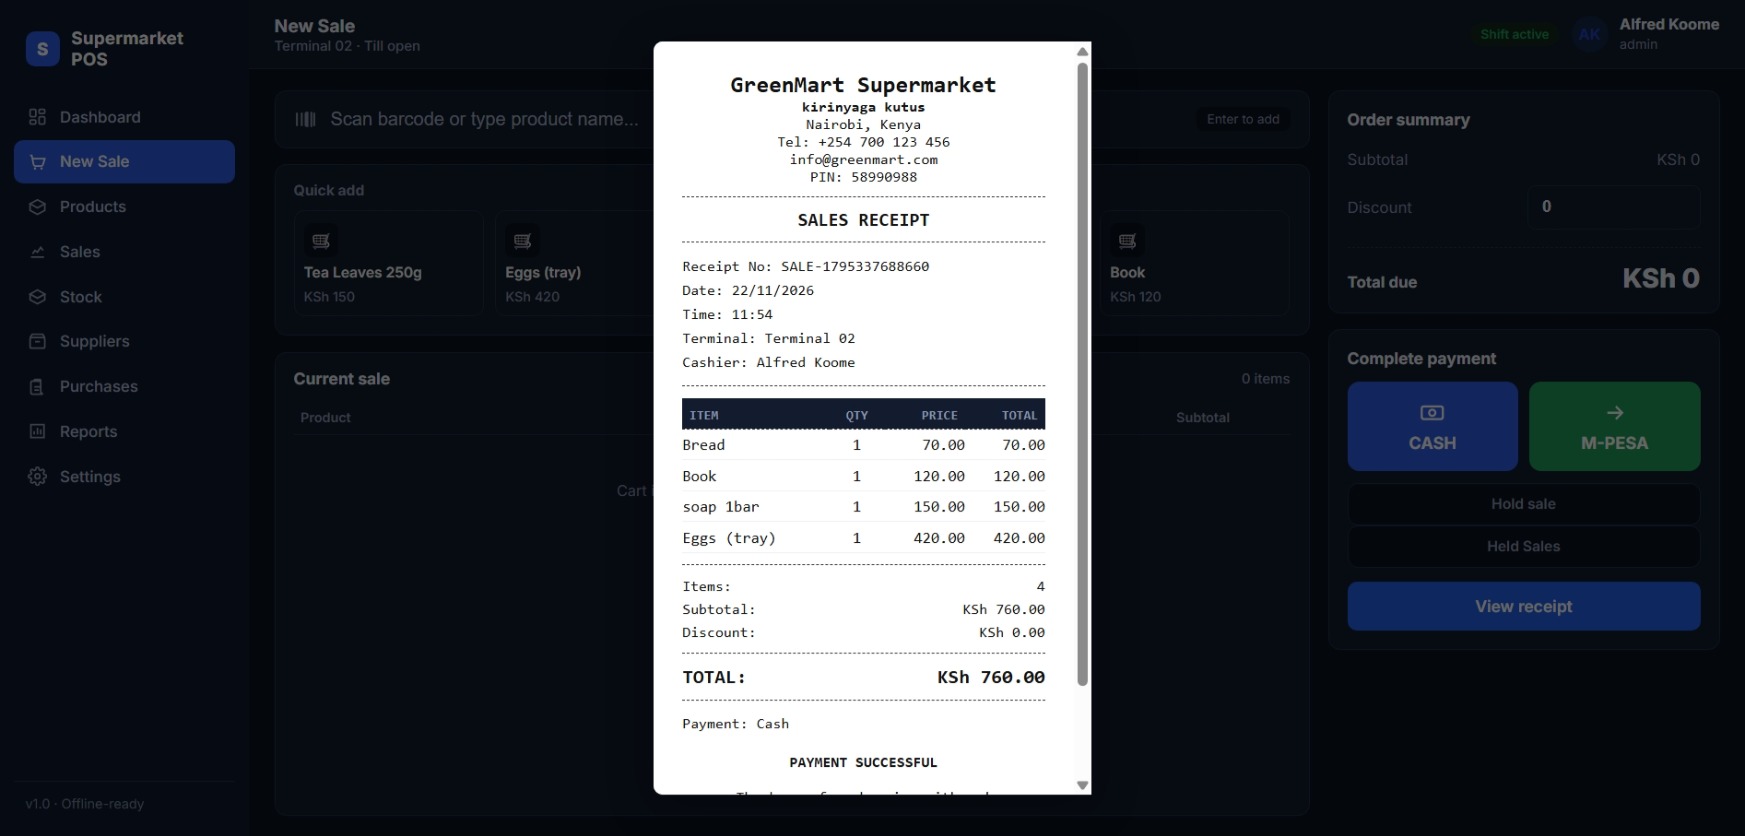 S
Supermarket
POS
Dashboard
New Sale
Products
Sales
Stock
Suppliers
Purchases
Reports
Settings
v1.0 · Offline-ready
New Sale
Terminal 02 · Till open
Shift active
AK
Alfred Koome
admin
Scan barcode or type product name...
Enter to add
Quick add
Tea Leaves 250g
KSh 150
Eggs (tray)
KSh 420
Book
KSh 120
Current sale
0 items
Product
Subtotal
Cart
GreenMart Supermarket
kirinyaga kutus
Nairobi, Kenya
Tel: +254 700 123 456
info@greenmart.com
PIN: 58990988
SALES RECEIPT
Receipt No: SALE-1795337688660
Date: 22/11/2026
Time: 11:54
Terminal: Terminal 02
Cashier: Alfred Koome
ITEM QTY PRICE TOTAL
Bread 1 70.00 70.00
Book 1 120.00 120.00
soap 1bar 1 150.00 150.00
Eggs (tray) 1 420.00 420.00
Items: 4
Subtotal: KSh 760.00
Discount: KSh 0.00
TOTAL: KSh 760.00
Payment: Cash
PAYMENT SUCCESSFUL
Order summary
Subtotal KSh 0
Discount 0
Total due KSh 0
Complete payment
CASH
M-PESA
Hold sale
Held Sales
View receipt